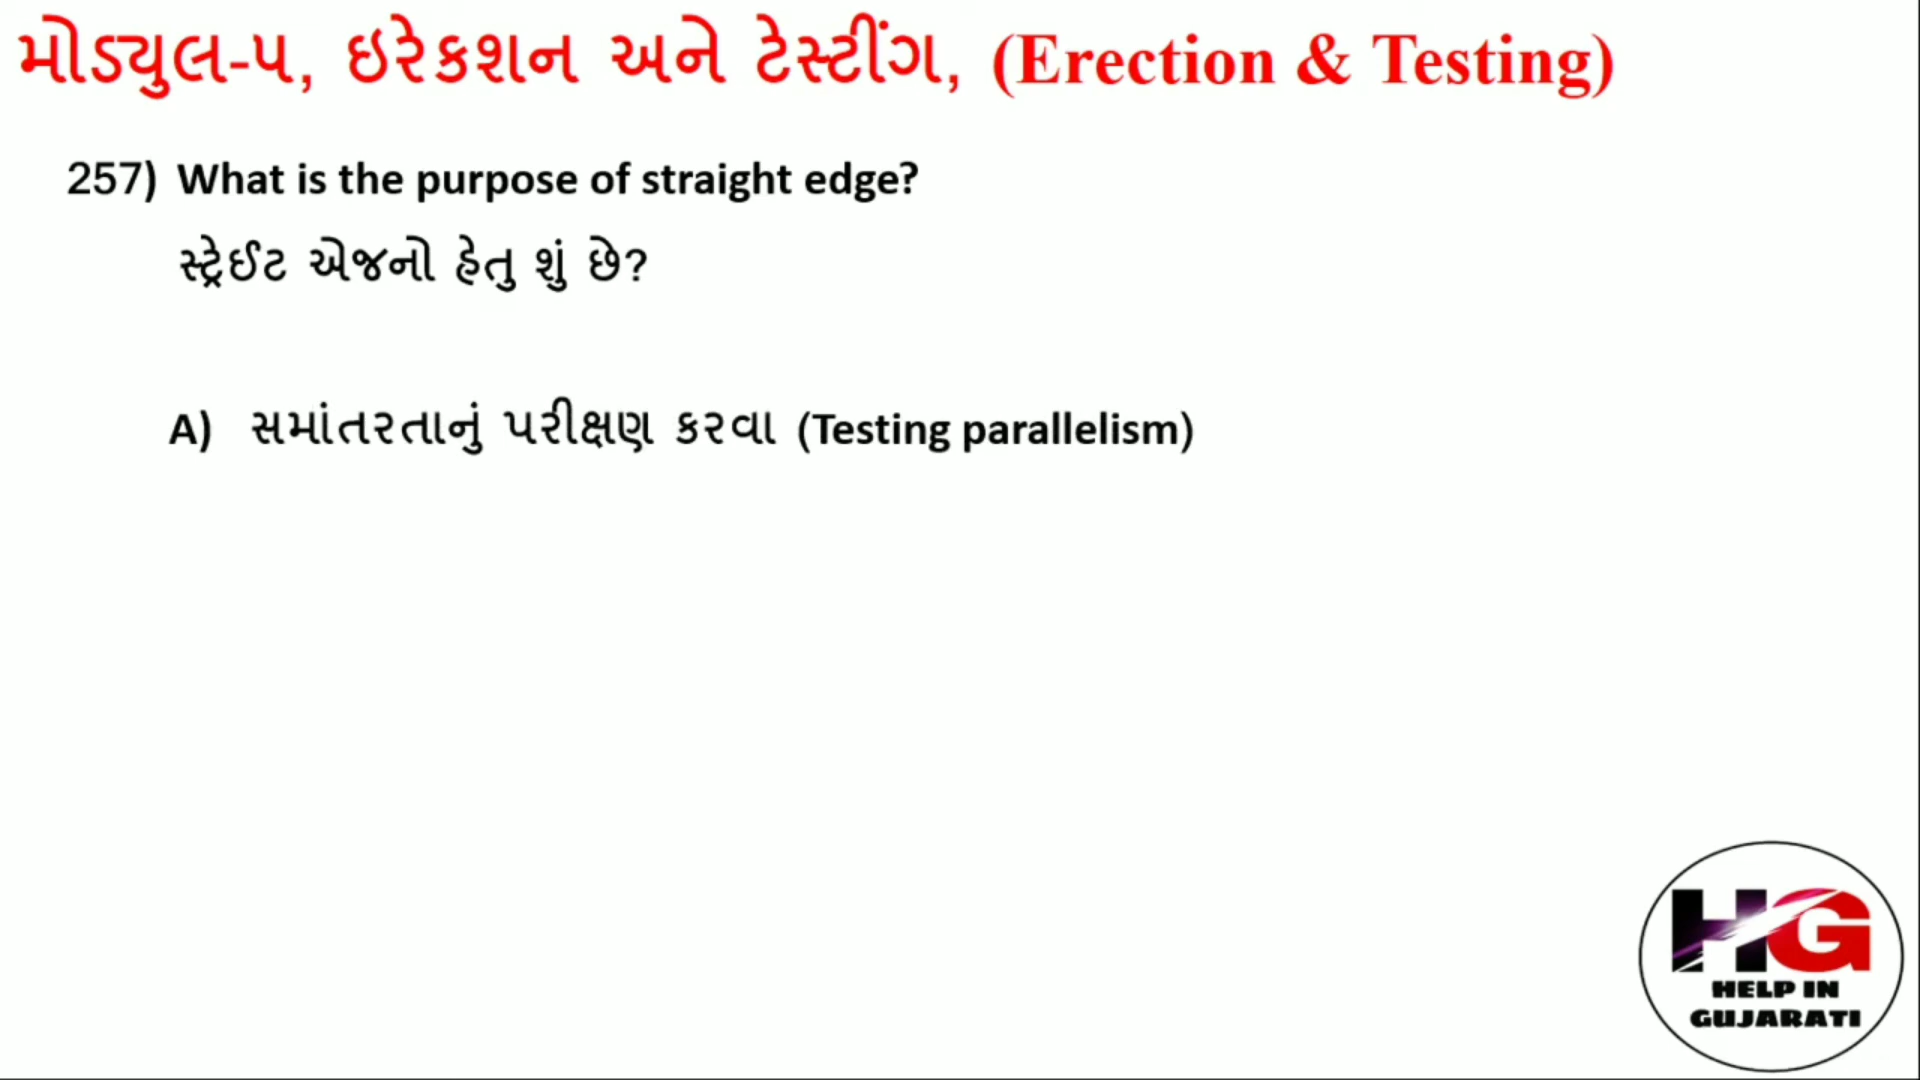 મોડ્યુલ-૫, ઇરેકશન અને ટેસ્ટીંગ, (Erection & Testing)
257) What is the purpose of straight edge?
સ્ટ્રેઈટ એજનો હેતુ શું છે?
A) સમાંતરતાનું પરીક્ષણ કરવા (Testing parallelism)
HG
HELP IN
GUJARATI